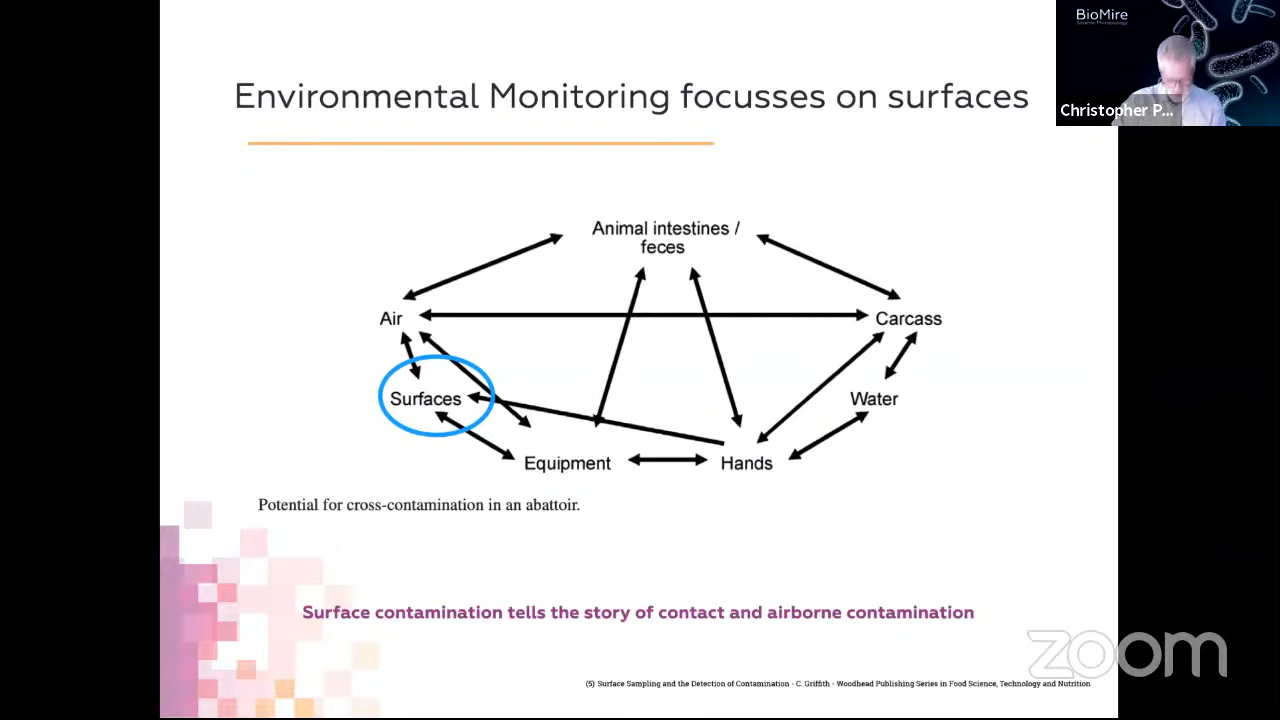 BioMire
Smarter Microbiology
Christopher P...
Environmental Monitoring focusses on surfaces
Animal intestines /
feces
Air
Carcass
Surfaces
Water
Equipment
Hands
Potential for cross-contamination in an abattoir.
Surface contamination tells the story of contact and airborne contamination
zoom
(5) Surface Sampling and the Detection of Contamination - C. Griffith - Woodhead Publishing Series in Food Science, Technology and Nutrition